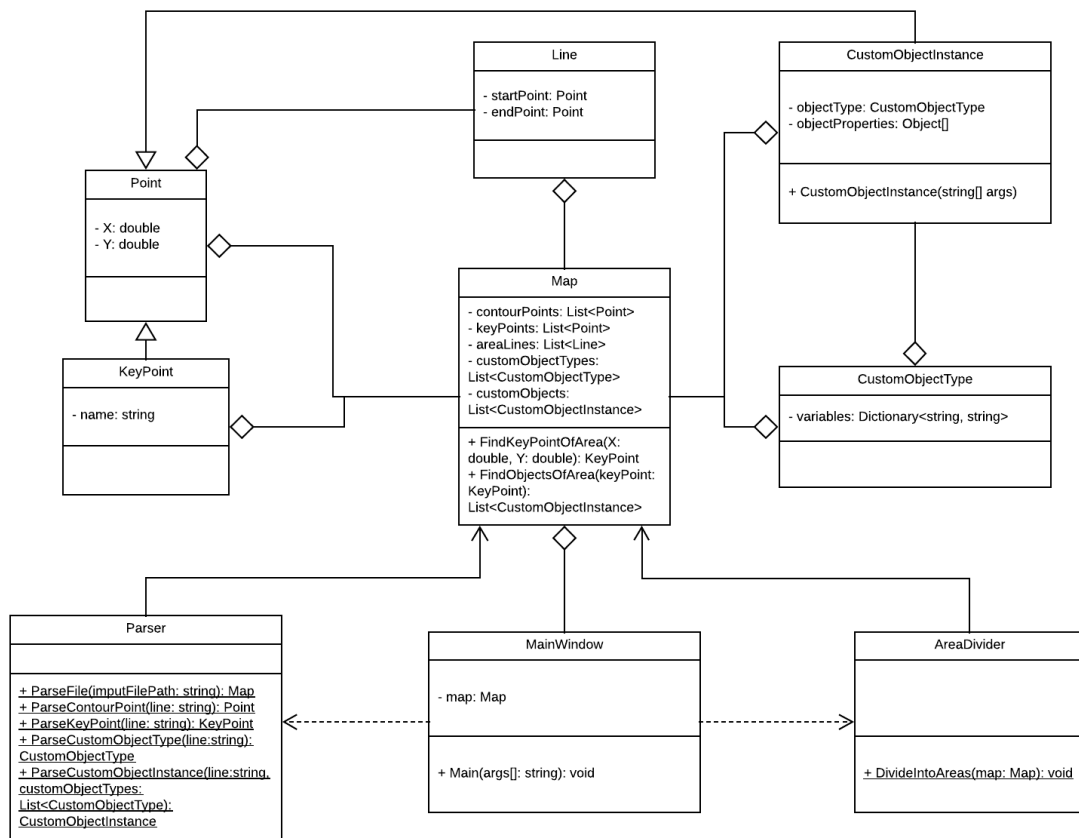 Line
- startPoint: Point
- endPoint: Point
CustomObjectInstance
- objectType: CustomObjectType
- objectProperties: Object[]
+ CustomObjectInstance(string[] args)
Point
- X: double
- Y: double
Map
- contourPoints: List<Point>
- keyPoints: List<Point>
- areaLines: List<Line>
- customObjectTypes:
List<CustomObjectType>
- customObjects:
List<CustomObjectInstance>
+ FindKeyPointOfArea(X:
double, Y: double): KeyPoint
+ FindObjectsOfArea(keyPoint:
KeyPoint):
List<CustomObjectInstance>
KeyPoint
- name: string
CustomObjectType
- variables: Dictionary<string, string>
Parser
+ ParseFile(imputFilePath: string): Map
+ ParseContourPoint(line: string): Point
+ ParseKeyPoint(line: string): KeyPoint
+ ParseCustomObjectType(line:string):
CustomObjectType
+ ParseCustomObjectInstance(line:string,
customObjectTypes:
List<CustomObjectType):
CustomObjectInstance
MainWindow
- map: Map
+ Main(args[]: string): void
AreaDivider
+ DivideIntoAreas(map: Map): void